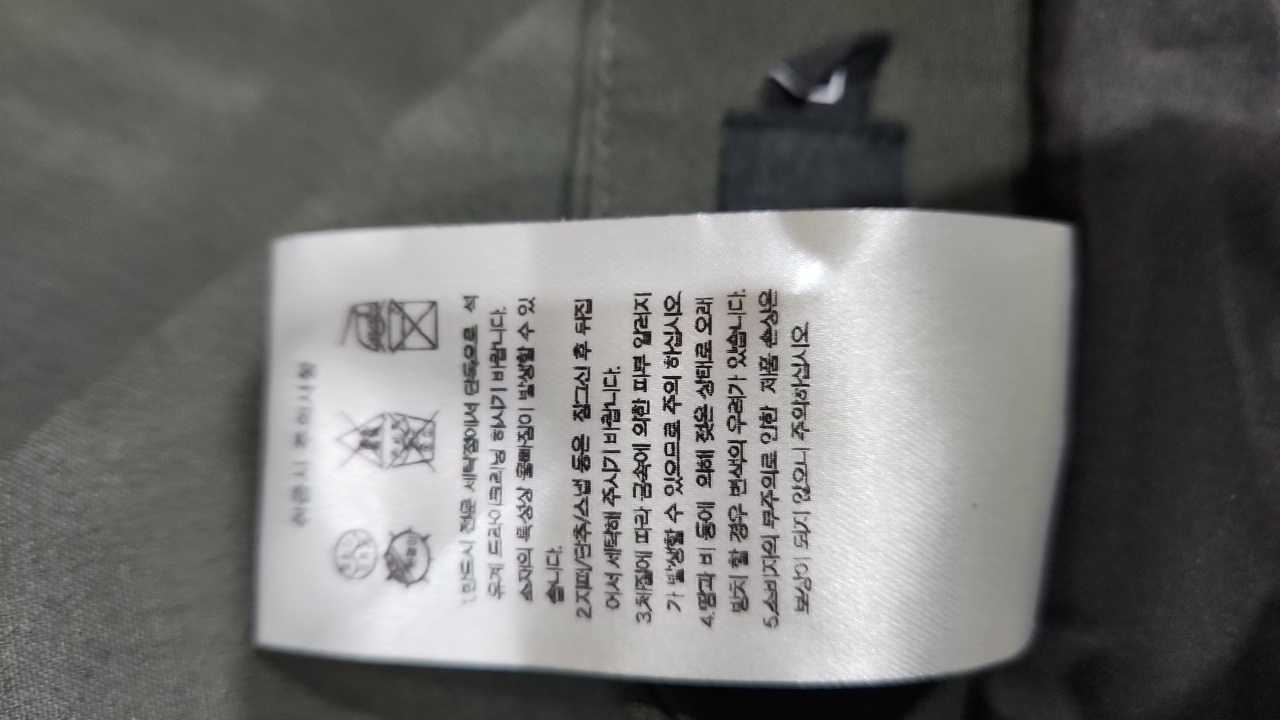 취급시 주의사항
1.반드시 전문 세탁점에서 단독으로 석
유계 드라이크리닝 하시기 바랍니다.
소재의 특성상 물빠짐이 발생할 수 있
습니다.
2.지퍼/단추/스냅 등은 잠그신 후 뒤집
어서 세탁해 주시기 바랍니다.
3.체질에 따라 금속에 의한 피부 알러지
가 발생할 수 있으므로 주의 하십시오
4.땀과 비 등에 의해 젖은 상태로 오래
방치 할 경우 변색의 우려가 있습니다.
5.소비자의 부주의로 인한 제품 손상은
보상이 되지 않으니 주의하십시오